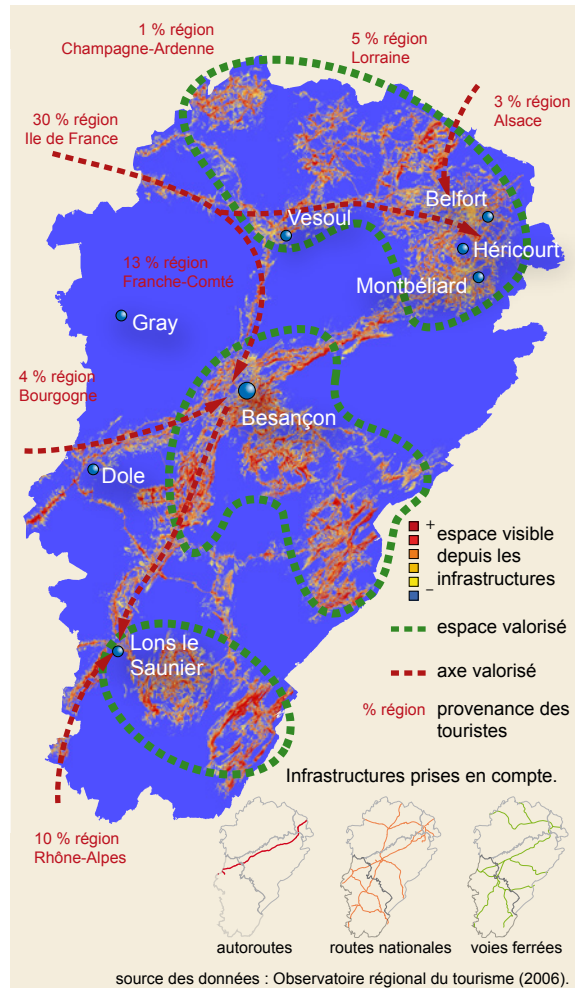 1 % région
Champagne-Ardenne
5 % région
Lorraine
3 % région
Alsace
30 % région
Ile de France
Belfort
Vesoul
Héricourt
13 % région
Franche-Comté
Montbéliard
Gray
4 % région
Bourgogne
Besançon
Dole
+
espace visible
depuis les
infrastructures
–
espace valorisé
Lons le
Saunier
axe valorisé
% région
provenance des
touristes
Infrastructures prises en compte.
10 % région
Rhône-Alpes
autoroutes
routes nationales
voies ferrées
source des données : Observatoire régional du tourisme (2006).